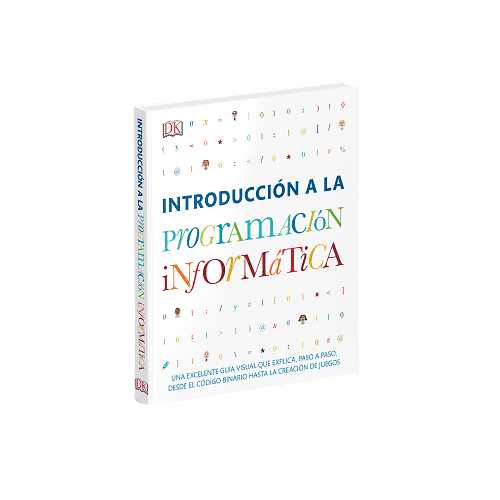 DK
INTRODUCCIÓN A LA
PROGRAMACIÓN
INFORMÁTICA
UNA EXCELENTE GUÍA VISUAL QUE EXPLICA, PASO A PASO,
DESDE EL CÓDIGO BINARIO HASTA LA CREACIÓN DE JUEGOS
INTRODUCCIÓN A LA PROGRAMACIÓN INFORMÁTICA
DK